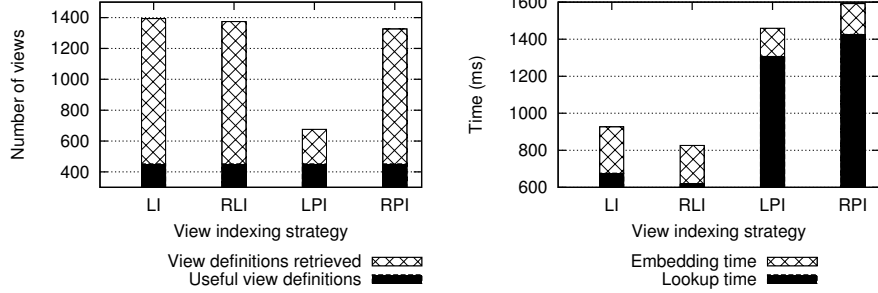 Number of views
1400
1200
1000
800
600
400
LI RLI LPI RPI
View indexing strategy
View definitions retrieved
Useful view definitions
Time (ms)
1600
1400
1200
1000
800
600
LI RLI LPI RPI
View indexing strategy
Embedding time
Lookup time